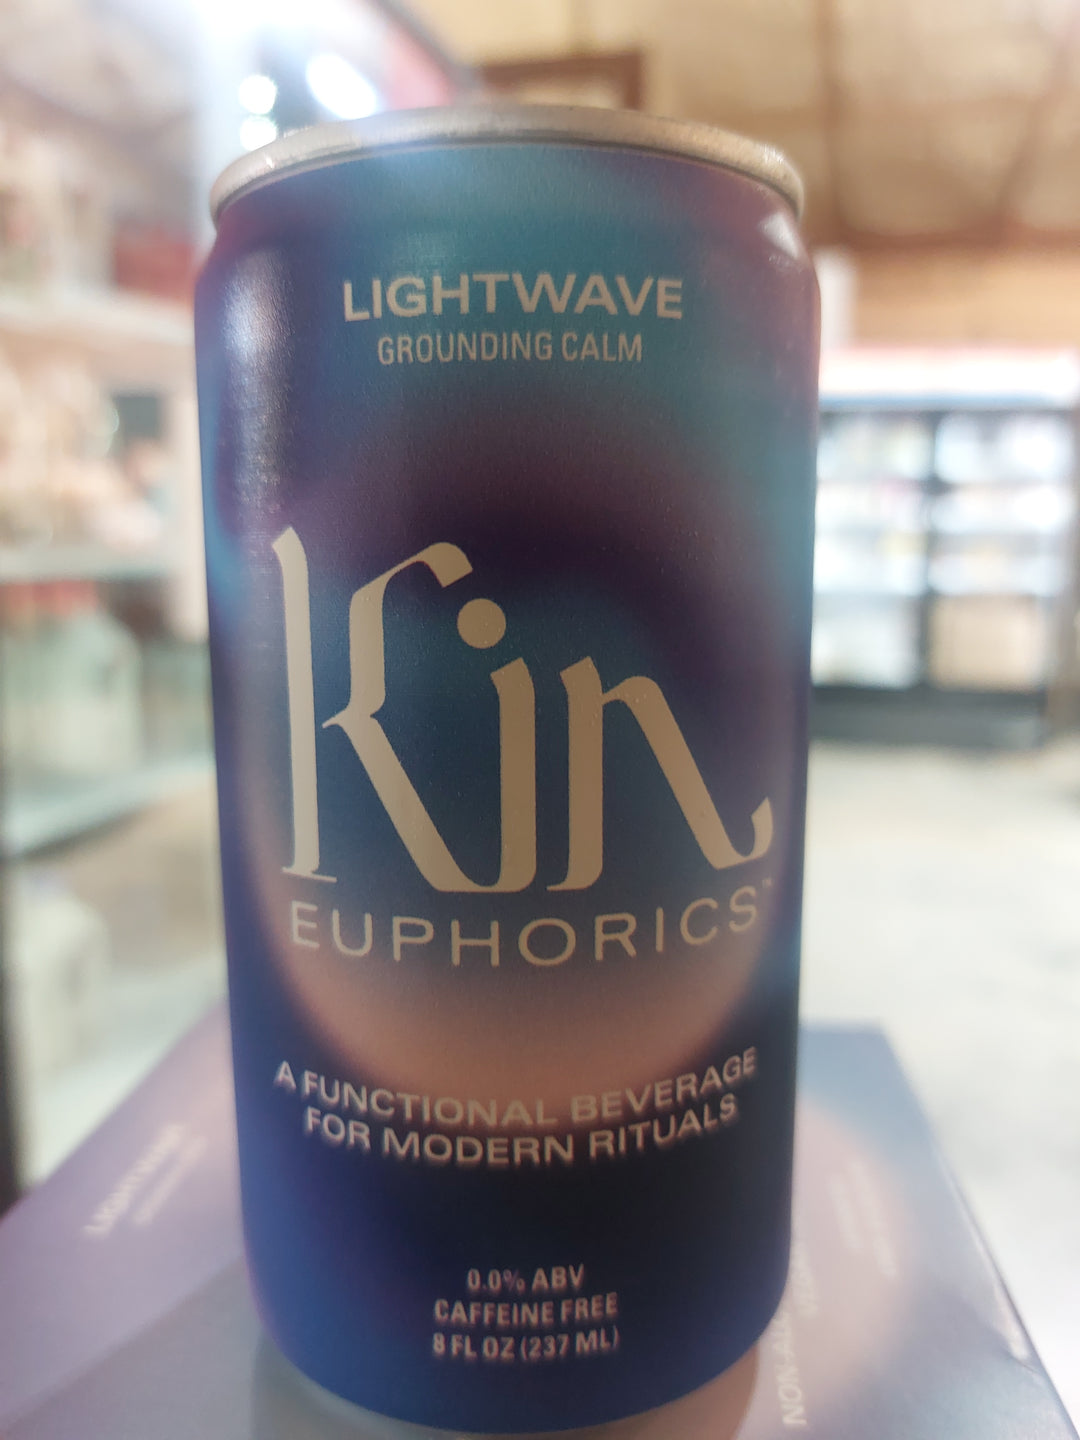 LIGHTWAVE
GROUNDING CALM
Kin
EUPHORICS™
A FUNCTIONAL BEVERAGE
FOR MODERN RITUALS
0.0% ABV
CAFFEINE FREE
8 FL OZ (237 ML)
LIGHTWAVE